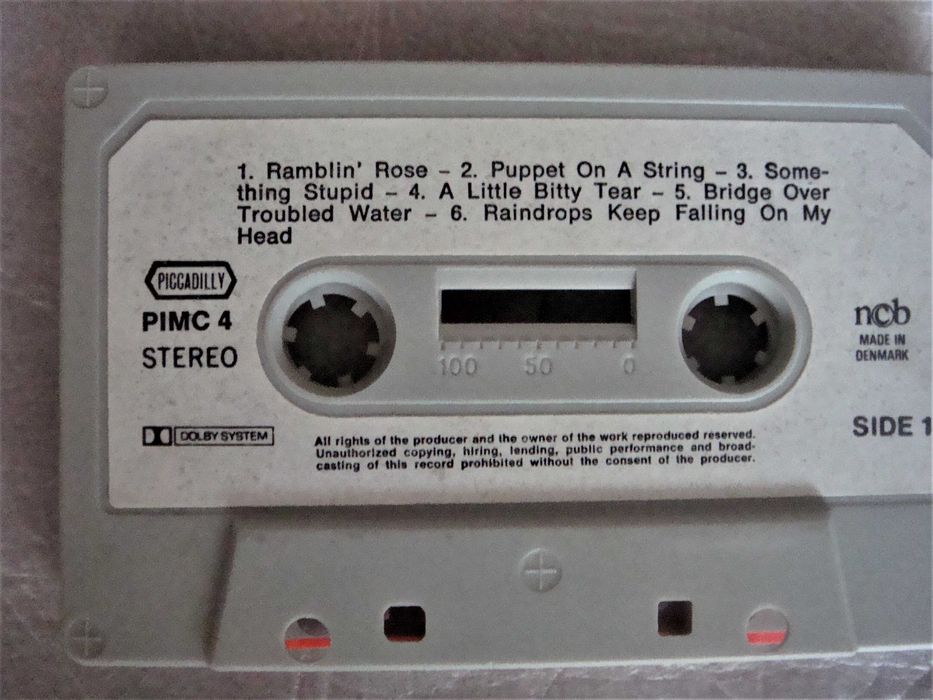 1. Ramblin' Rose – 2. Puppet On A String – 3. Some-
thing Stupid – 4. A Little Bitty Tear – 5. Bridge Over
Troubled Water – 6. Raindrops Keep Falling On My
Head
PICCADILLY
PIMC 4
STEREO
100 50 0
ncb
MADE IN
DENMARK
SIDE 1
DOLBY SYSTEM
All rights of the producer and the owner of the work reproduced reserved.
Unauthorized copying, hiring, lending, public performance and broad-
casting of this record prohibited without the consent of the producer.